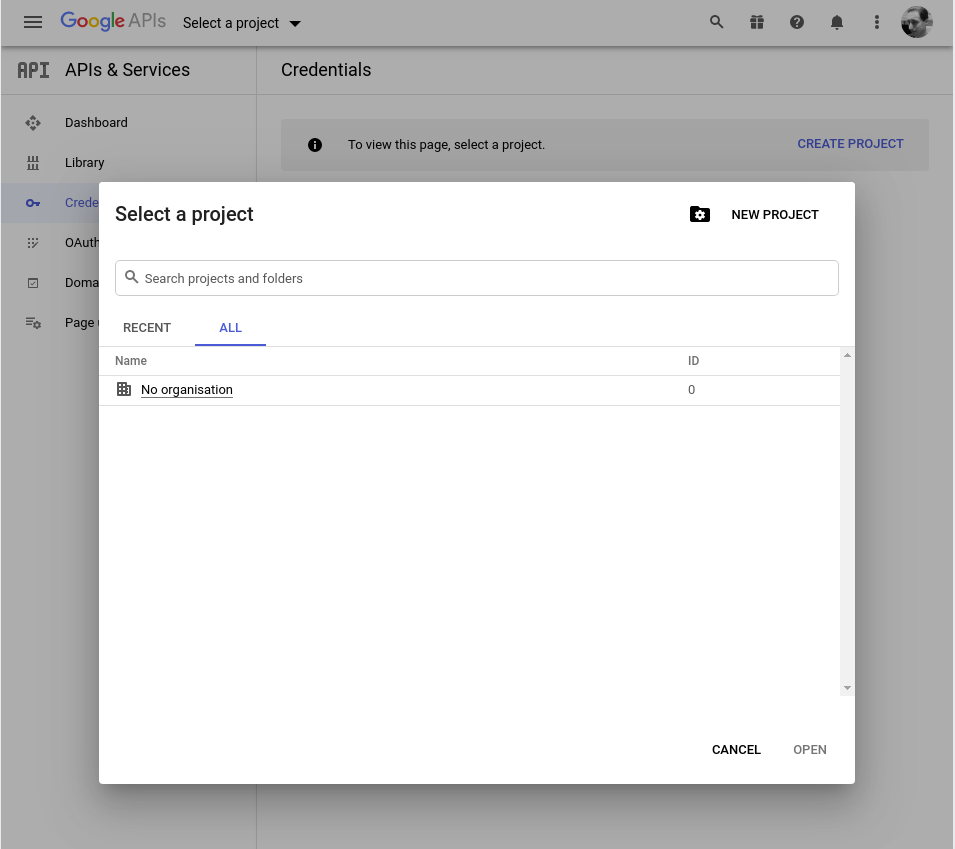 Google APIs Select a project
API APIs & Services Credentials
Dashboard
To view this page, select a project. CREATE PROJECT
Library
Crede
Select a project NEW PROJECT
OAuth
Search projects and folders
Doma
Page
RECENT ALL
Name ID
No organisation 0
CANCEL OPEN